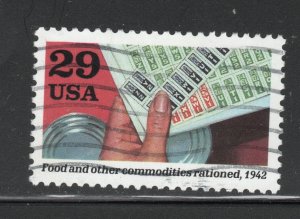 29
USA
Food and other commodities rationed, 1942